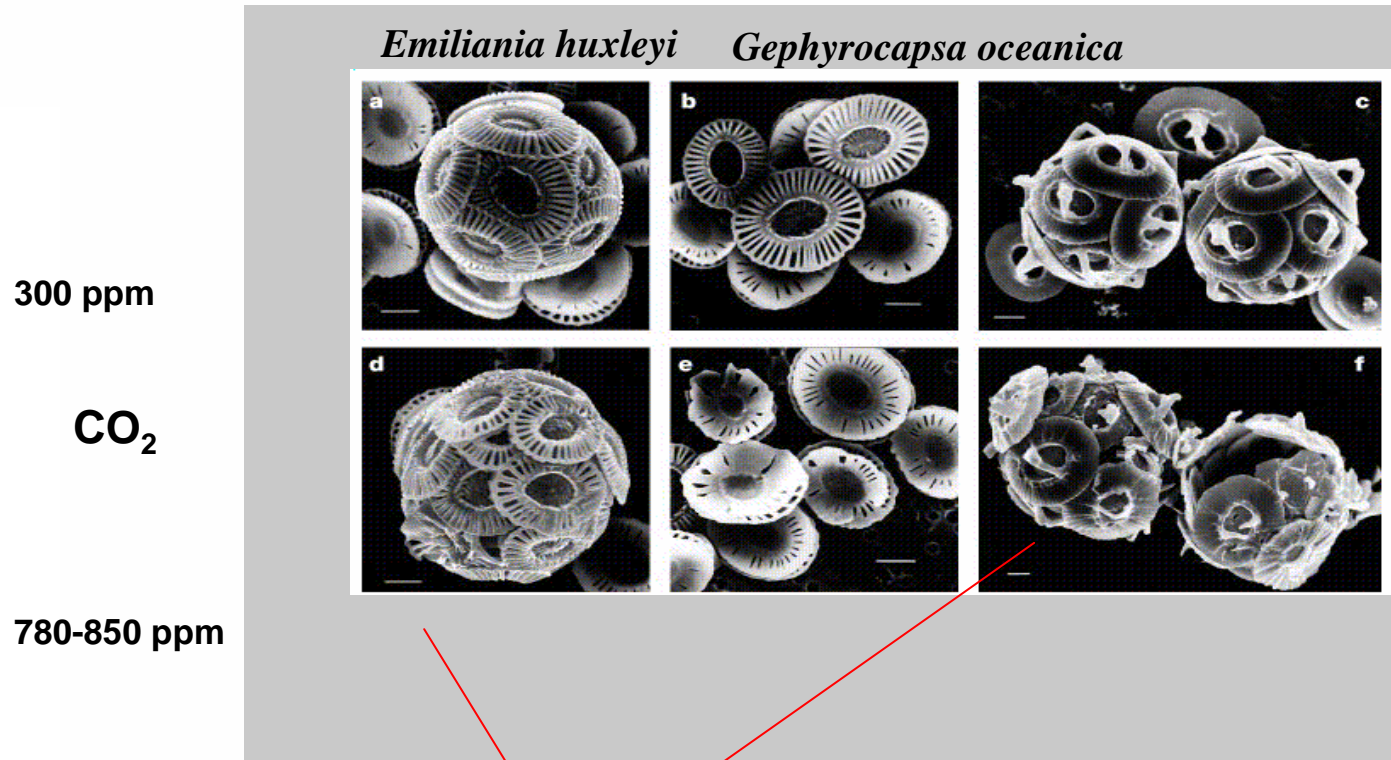 Emiliania huxleyi Gephyrocapsa oceanica
a b c
300 ppm
d e f
CO₂
780-850 ppm